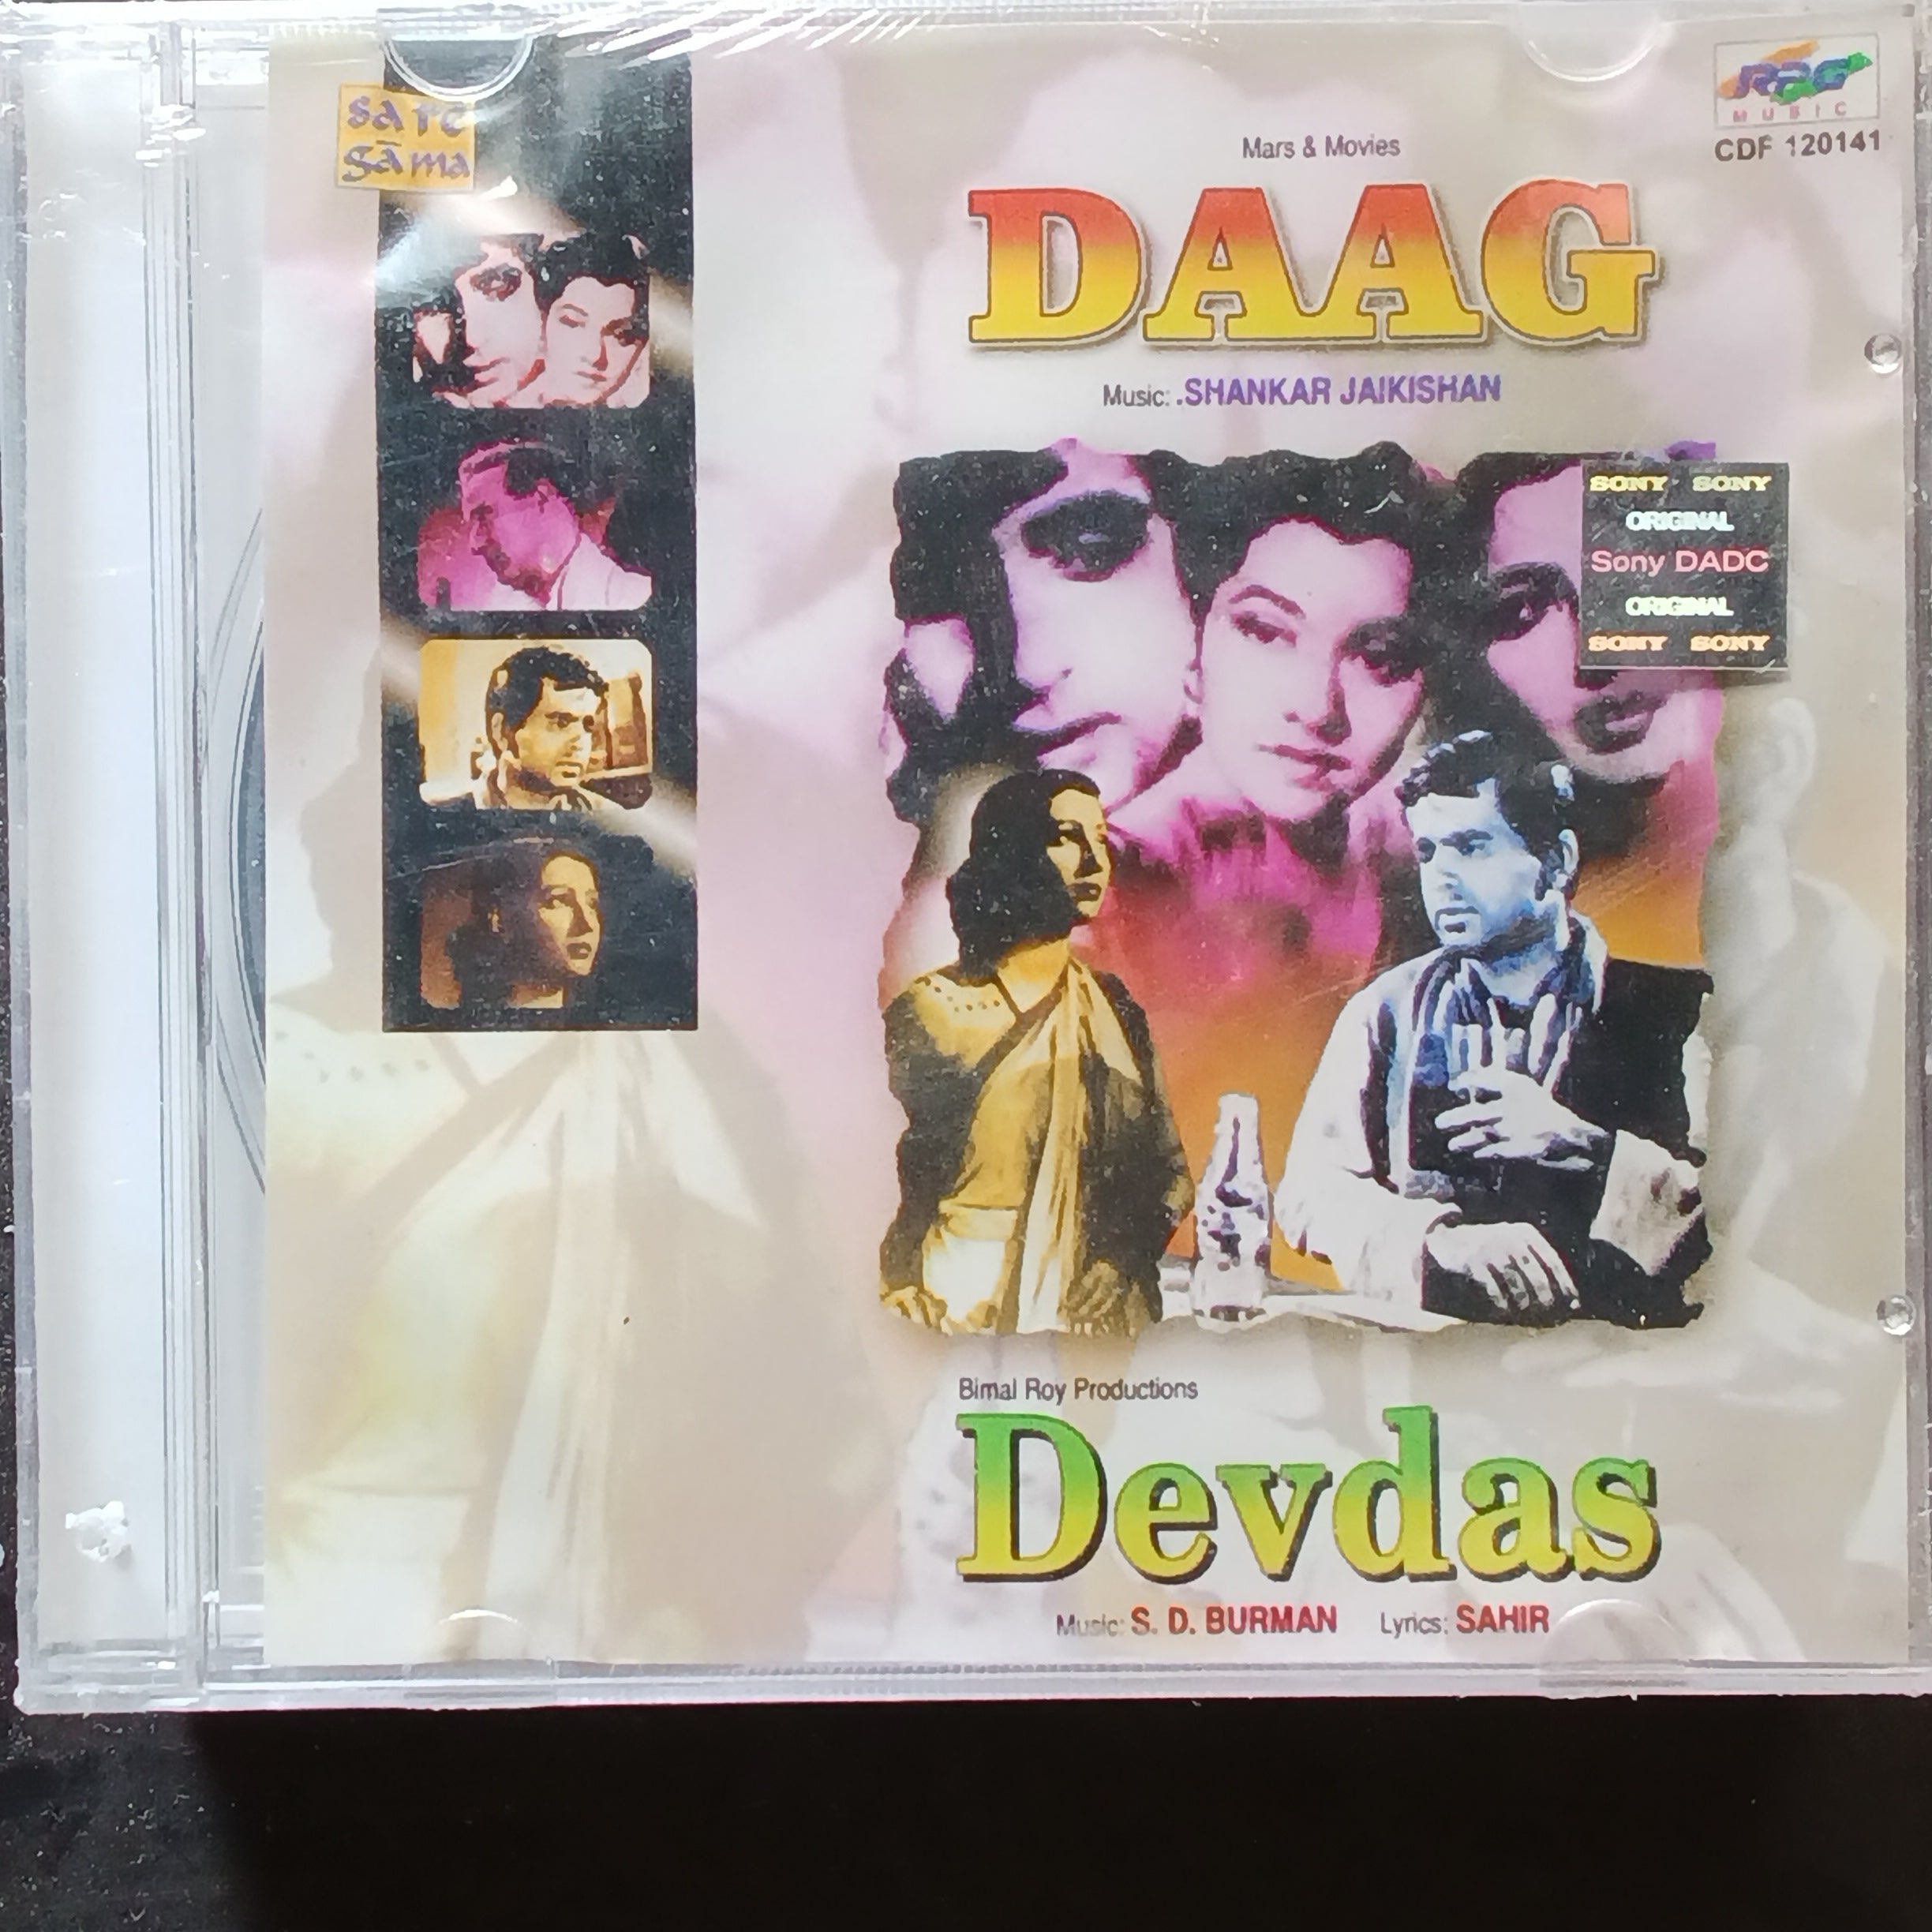 sa re
gā ma
RPG
MUSIC
CDF 120141
Mars & Movies
DAAG
Music: .SHANKAR JAIKISHAN
SONY SONY
ORIGINAL
Sony DADC
ORIGINAL
SONY SONY
Bimal Roy Productions
Devdas
Music: S. D. BURMAN Lyrics: SAHIR